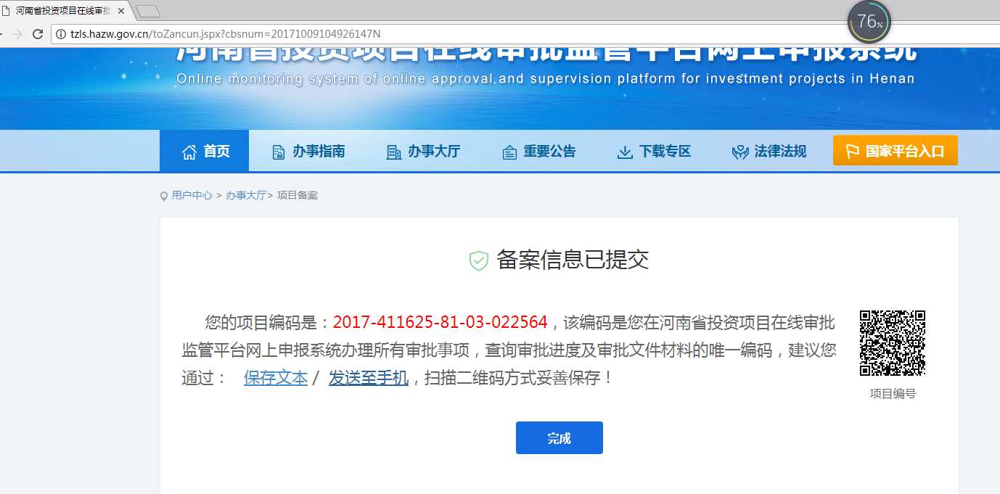 河南省投资项目在线审批
tzls.hazw.gov.cn/toZancun.jspx?cbsnum=20171009104926147N
76%
河南省投资项目在线审批监管平台网上申报系统
Online monitoring system of online approval and supervision platform for investment projects in Henan
首页 办事指南 办事大厅 重要公告 下载专区 法律法规 国家平台入口
用户中心 > 办事大厅> 项目备案
备案信息已提交
您的项目编码是：2017-411625-81-03-022564，该编码是您在河南省投资项目在线审批
监管平台网上申报系统办理所有审批事项，查询审批进度及审批文件材料的唯一编码，建议您
通过： 保存文本 / 发送至手机，扫描二维码方式妥善保存！
项目编号
完成